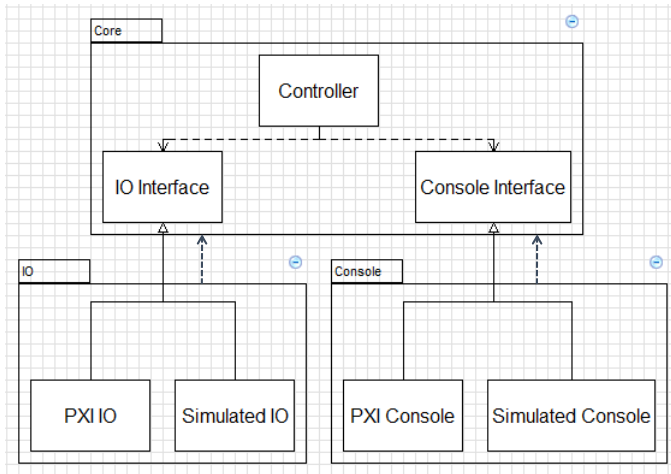 Core
Controller
IO Interface
Console Interface
IO
Console
PXI IO
Simulated IO
PXI Console
Simulated Console